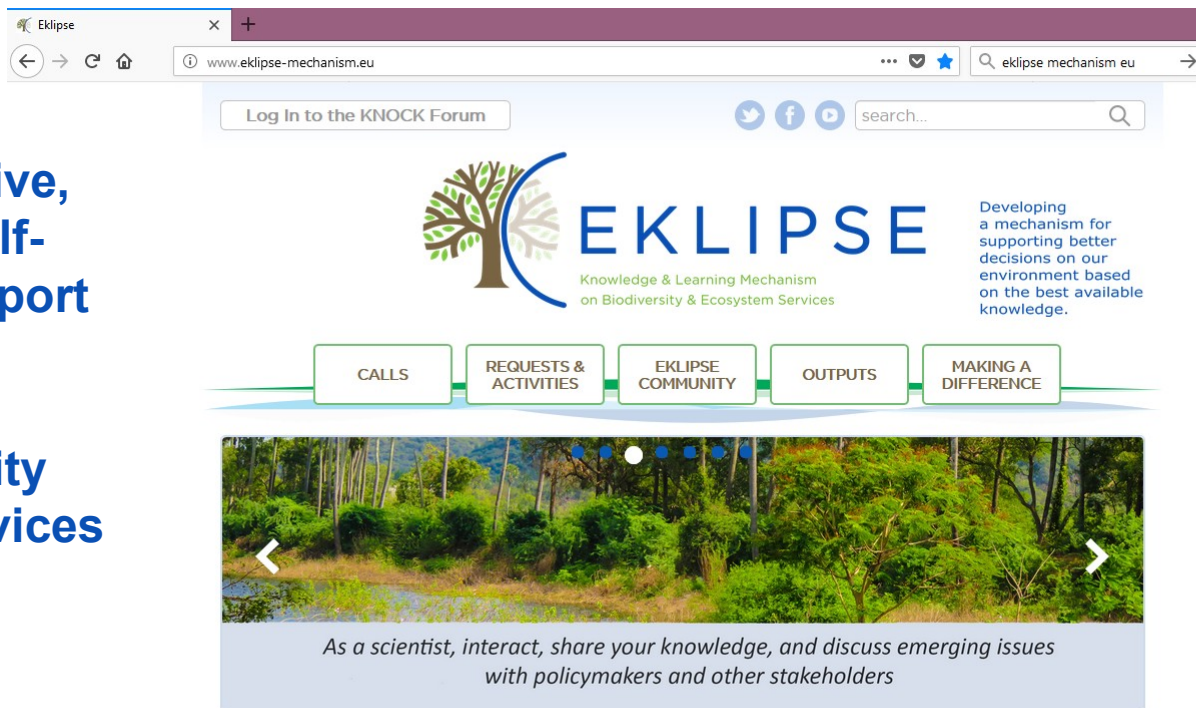 Eklipse
www.eklipse-mechanism.eu
eklipse mechanism eu
Log In to the KNOCK Forum
search...
ive,
lf-
port
ity
vices
EKLIPSE
Knowledge & Learning Mechanism
on Biodiversity & Ecosystem Services
Developing
a mechanism for
supporting better
decisions on our
environment based
on the best available
knowledge.
CALLS
REQUESTS &
ACTIVITIES
EKLIPSE
COMMUNITY
OUTPUTS
MAKING A
DIFFERENCE
As a scientist, interact, share your knowledge, and discuss emerging issues
with policymakers and other stakeholders